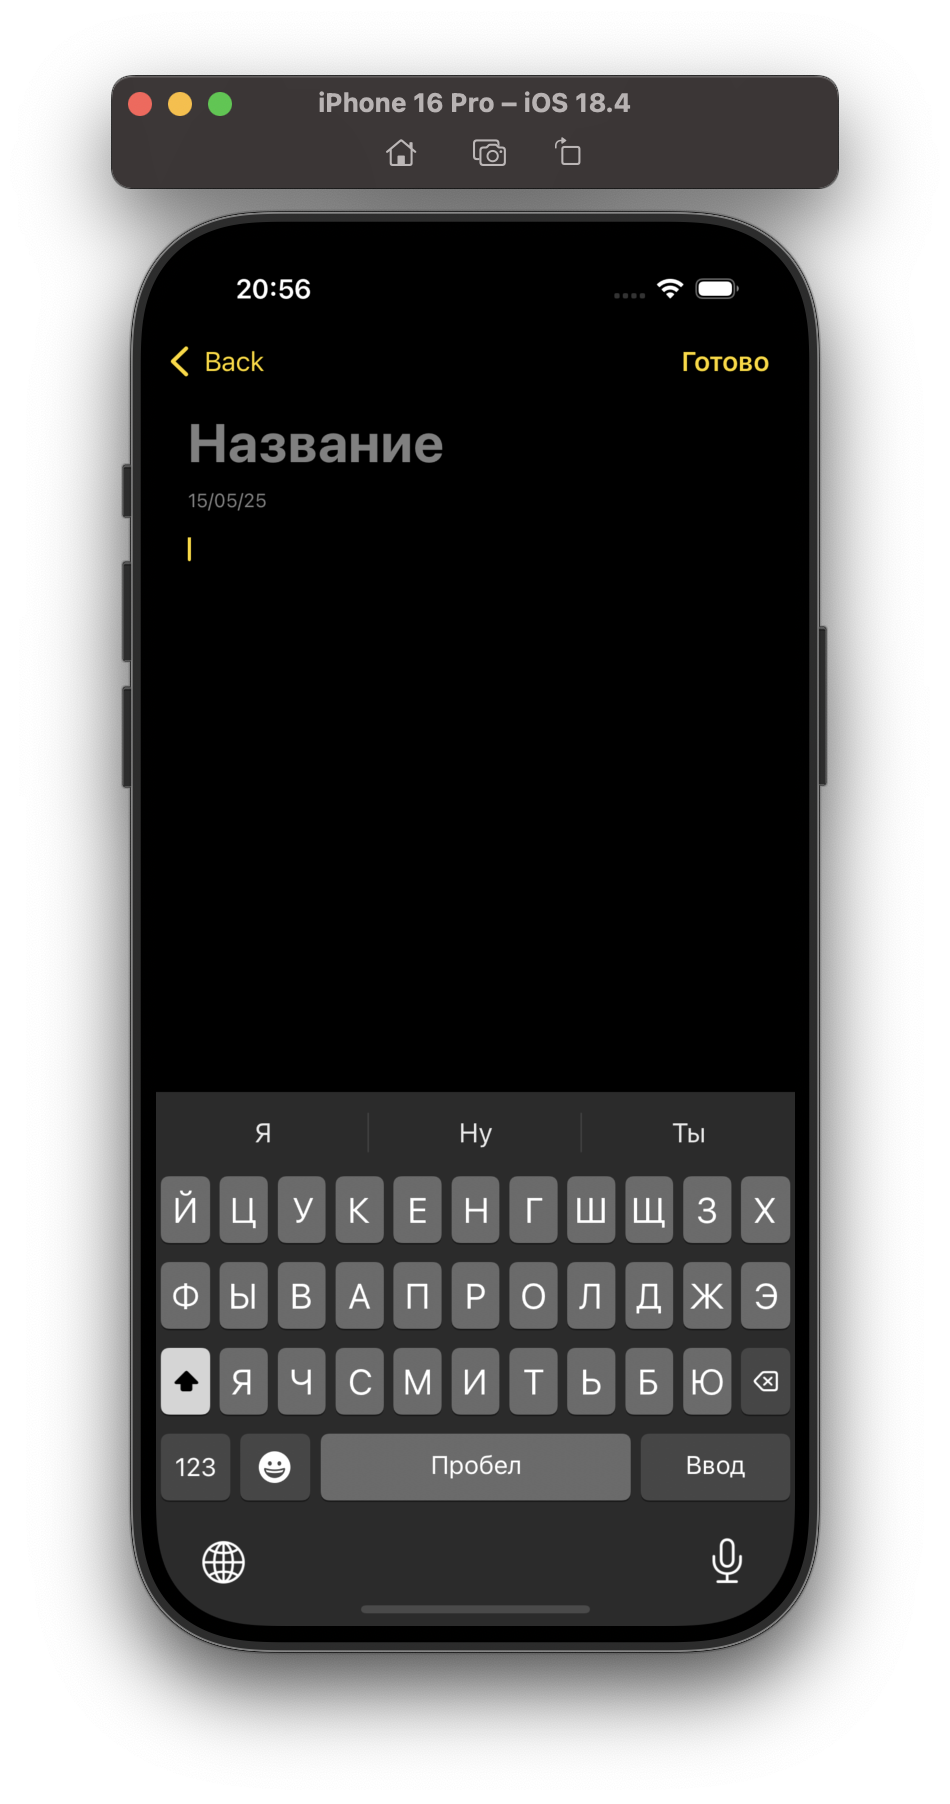 iPhone 16 Pro – iOS 18.4
20:56
Back
Готово
Название
15/05/25
Я Ну Ты
Й Ц У К Е Н Г Ш Щ З Х
Ф Ы В А П Р О Л Д Ж Э
Я Ч С М И Т Ь Б Ю
123 Пробел Ввод